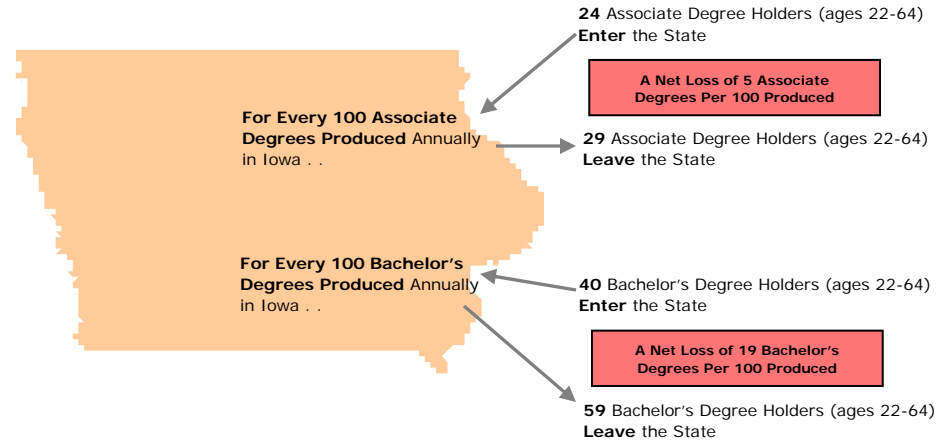 24 Associate Degree Holders (ages 22-64)
Enter the State
A Net Loss of 5 Associate
Degrees Per 100 Produced
For Every 100 Associate
Degrees Produced Annually
in Iowa . .
29 Associate Degree Holders (ages 22-64)
Leave the State
For Every 100 Bachelor's
Degrees Produced Annually
in Iowa . .
40 Bachelor's Degree Holders (ages 22-64)
Enter the State
A Net Loss of 19 Bachelor's
Degrees Per 100 Produced
59 Bachelor's Degree Holders (ages 22-64)
Leave the State